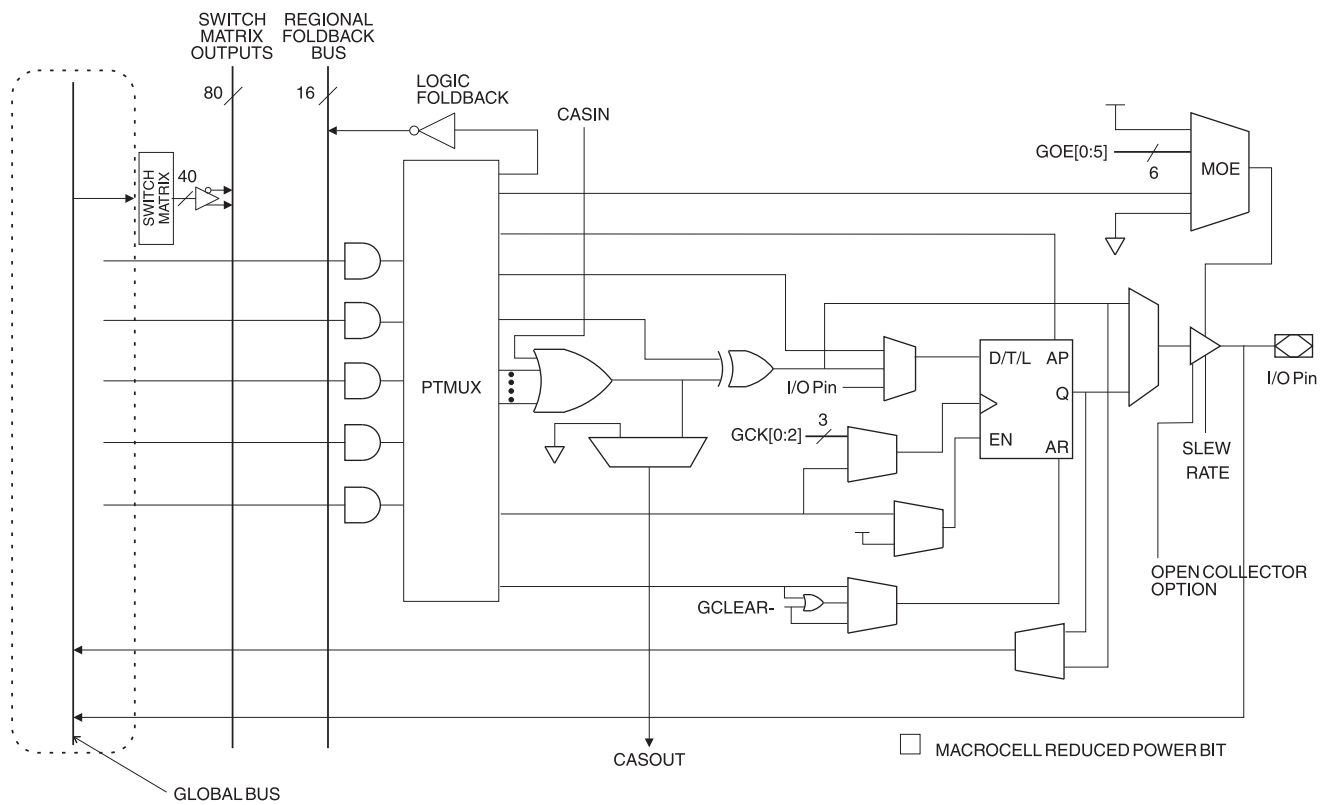 SWITCH
MATRIX
OUTPUTS
REGIONAL
FOLDBACK
BUS
80
16
LOGIC
FOLDBACK
CASIN
GOE[0:5]
6
MOE
SWITCH
MATRIX
40
PTMUX
I/O Pin
D/T/L
AP
Q
EN
AR
I/O Pin
GCK[0:2]
3
SLEW
RATE
OPEN COLLECTOR
OPTION
GCLEAR-
CASOUT
MACROCELL REDUCED POWER BIT
GLOBAL BUS